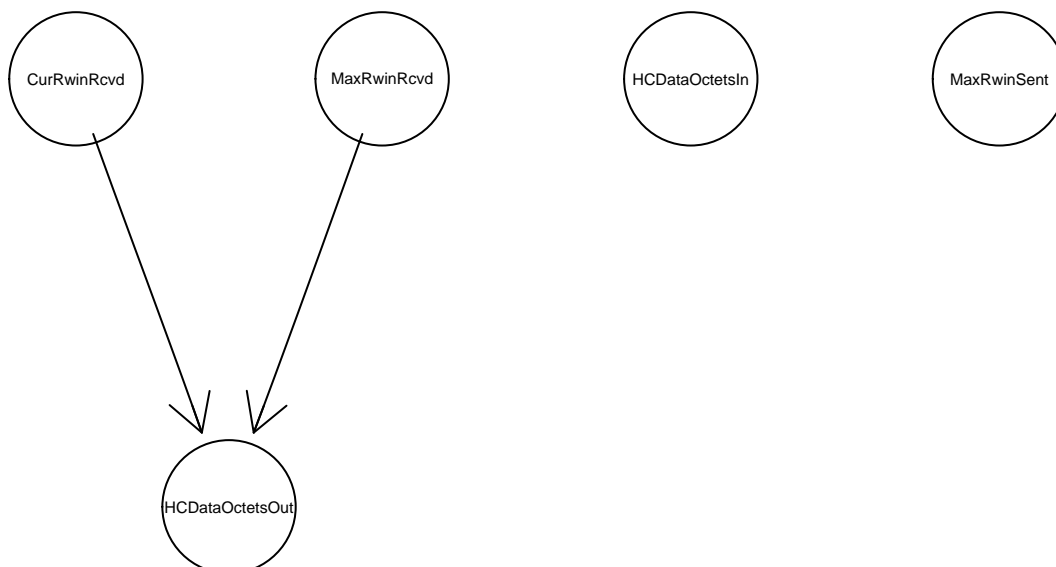 CurRwinRcvd
MaxRwinRcvd
HCDataOctetsIn
MaxRwinSent
HCDataOctetsOut